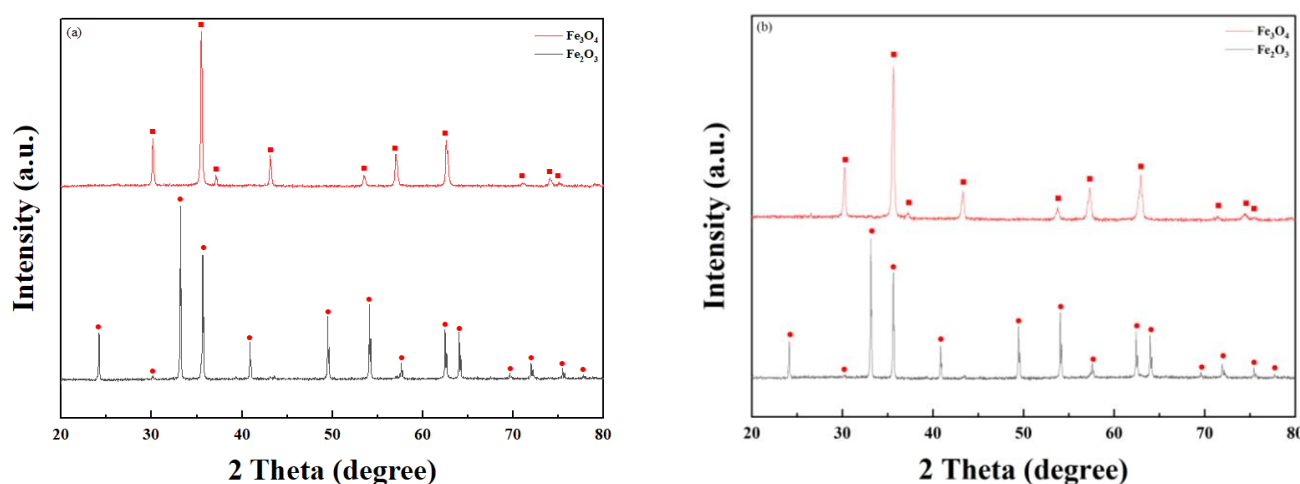 (a)
Fe₃O₄
Fe₂O₃
Intensity (a.u.)
20 30 40 50 60 70 80
2 Theta (degree)
(b)
Fe₃O₄
Fe₂O₃
Intensity (a.u.)
20 30 40 50 60 70 80
2 Theta (degree)